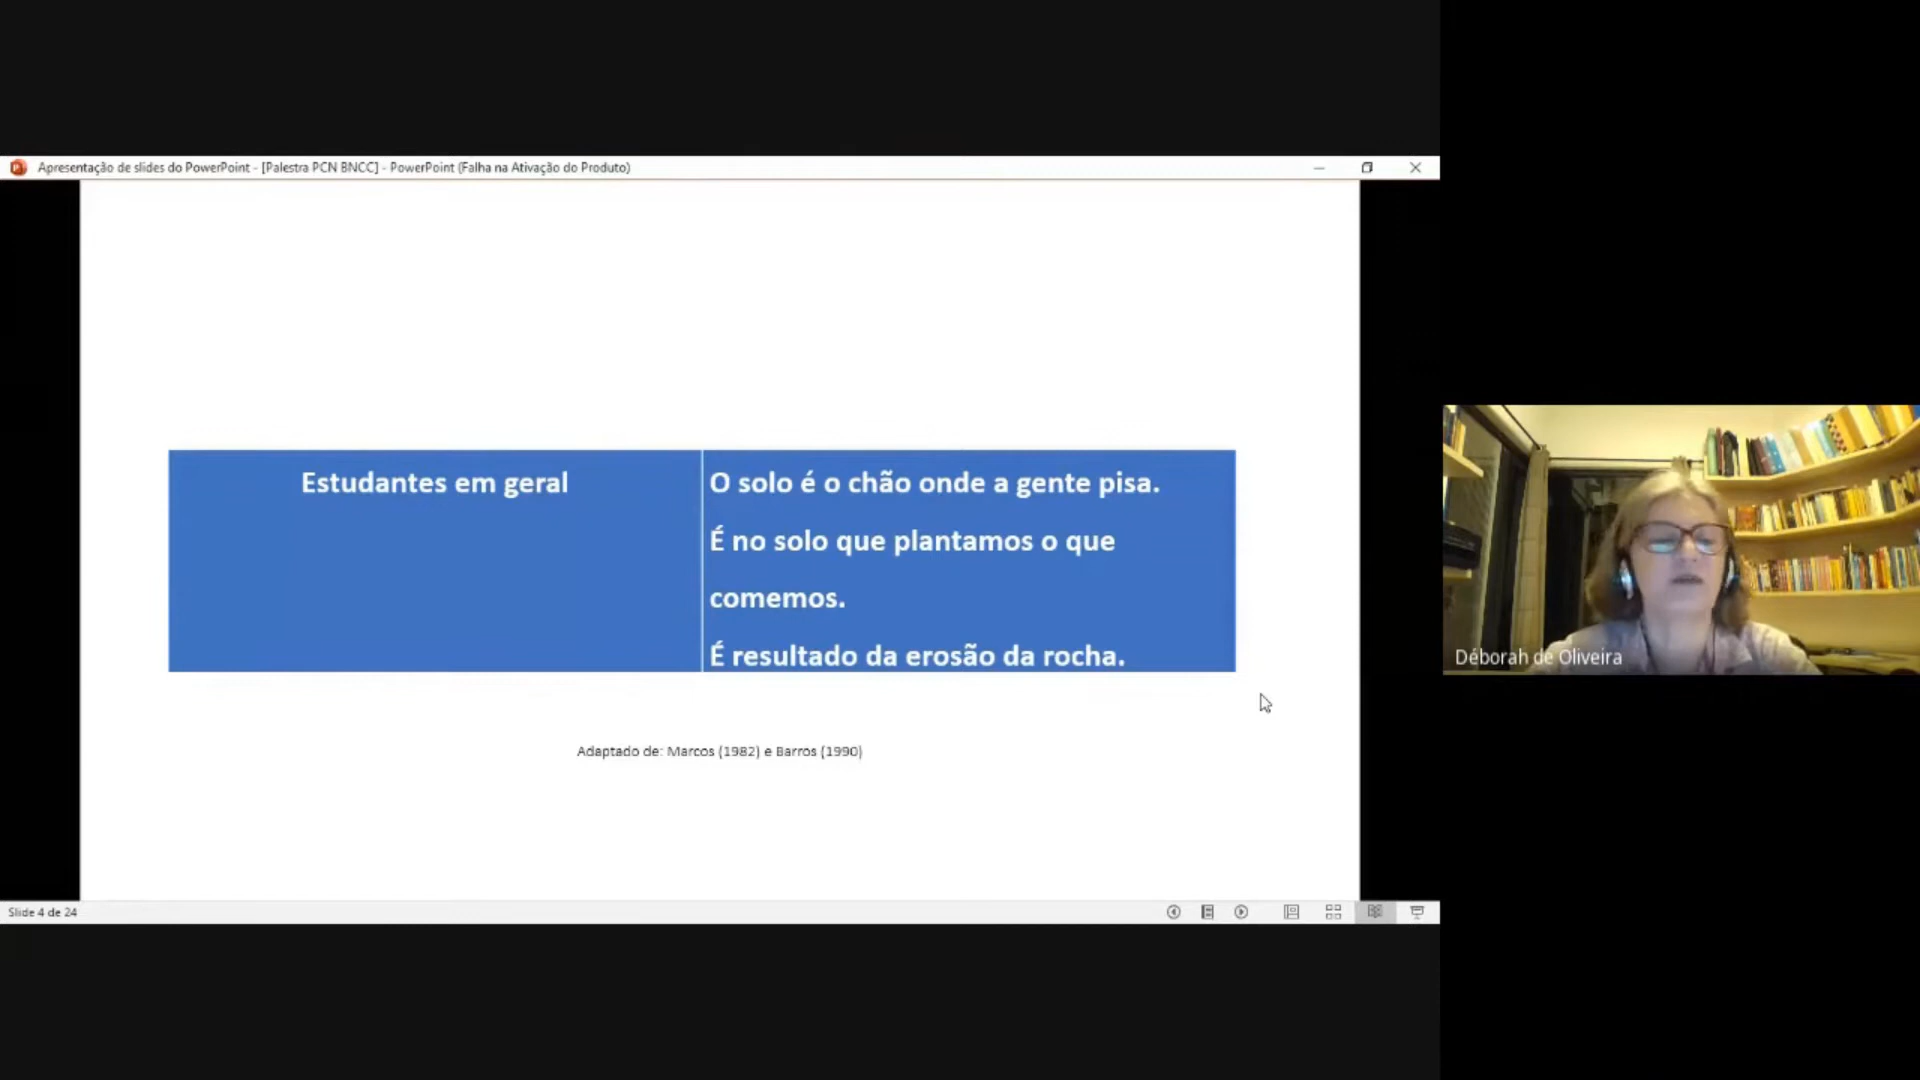 Apresentação de slides do PowerPoint - [Palestra PCN BNCC] - PowerPoint (Falha na Ativação do Produto)
Estudantes em geral
O solo é o chão onde a gente pisa.
É no solo que plantamos o que
comemos.
É resultado da erosão da rocha.
Adaptado de: Marcos (1982) e Barros (1990)
Déborah de Oliveira
Slide 4 de 24